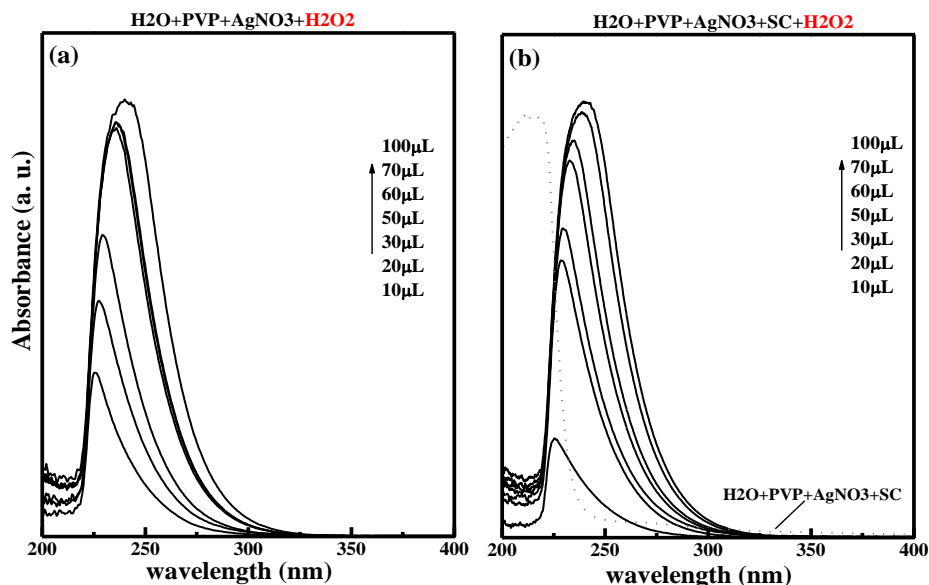 H2O+PVP+AgNO3+H2O2
(a)
100μL
70μL
60μL
50μL
30μL
20μL
10μL
Absorbance (a. u.)
200 250 300 350 400
wavelength (nm)
H2O+PVP+AgNO3+SC+H2O2
(b)
100μL
70μL
60μL
50μL
30μL
20μL
10μL
H2O+PVP+AgNO3+SC
200 250 300 350 400
wavelength (nm)